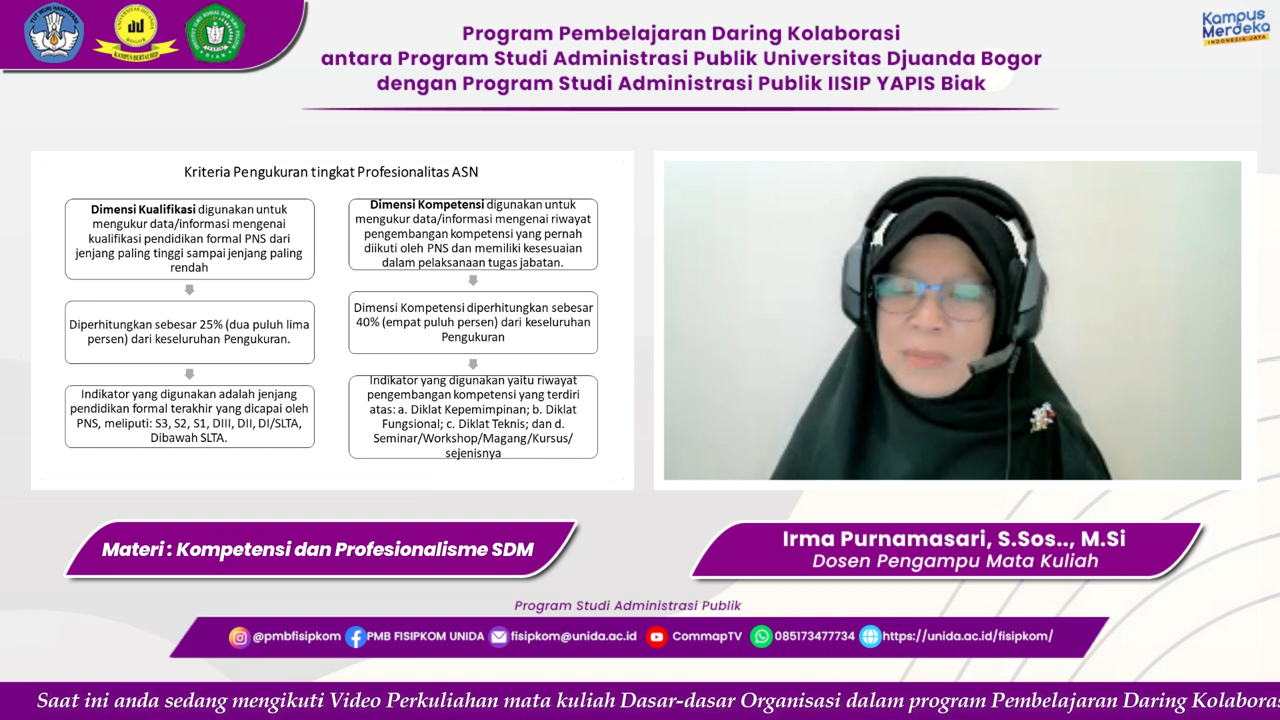 TUT WURI HANDAYANI
UNIVERSITAS DJUANDA
BOGOR
KAMPUS BERTAUHID
BIAK
Program Pembelajaran Daring Kolaborasi
antara Program Studi Administrasi Publik Universitas Djuanda Bogor
dengan Program Studi Administrasi Publik IISIP YAPIS Biak
Kampus
Merdeka
INDONESIA JAYA
Kriteria Pengukuran tingkat Profesionalitas ASN
Dimensi Kualifikasi digunakan untuk
mengukur data/informasi mengenai
kualifikasi pendidikan formal PNS dari
jenjang paling tinggi sampai jenjang paling
rendah
Diperhitungkan sebesar 25% (dua puluh lima
persen) dari keseluruhan Pengukuran.
Indikator yang digunakan adalah jenjang
pendidikan formal terakhir yang dicapai oleh
PNS, meliputi: S3, S2, S1, DIII, DII, DI/SLTA,
Dibawah SLTA.
Dimensi Kompetensi digunakan untuk
mengukur data/informasi mengenai riwayat
pengembangan kompetensi yang pernah
diikuti oleh PNS dan memiliki kesesuaian
dalam pelaksanaan tugas jabatan.
Dimensi Kompetensi diperhitungkan sebesar
40% (empat puluh persen) dari keseluruhan
Pengukuran
Indikator yang digunakan yaitu riwayat
pengembangan kompetensi yang terdiri
atas: a. Diklat Kepemimpinan; b. Diklat
Fungsional; c. Diklat Teknis; dan d.
Seminar/Workshop/Magang/Kursus/
sejenisnya
Materi : Kompetensi dan Profesionalisme SDM
Irma Purnamasari, S.Sos.., M.Si
Dosen Pengampu Mata Kuliah
Program Studi Administrasi Publik
@pmbfisipkom PMB FISIPKOM UNIDA fisipkom@unida.ac.id CommapTV 085173477734 https://unida.ac.id/fisipkom/
Saat ini anda sedang mengikuti Video Perkuliahan mata kuliah Dasar-dasar Organisasi dalam program Pembelajaran Daring Kolaboras